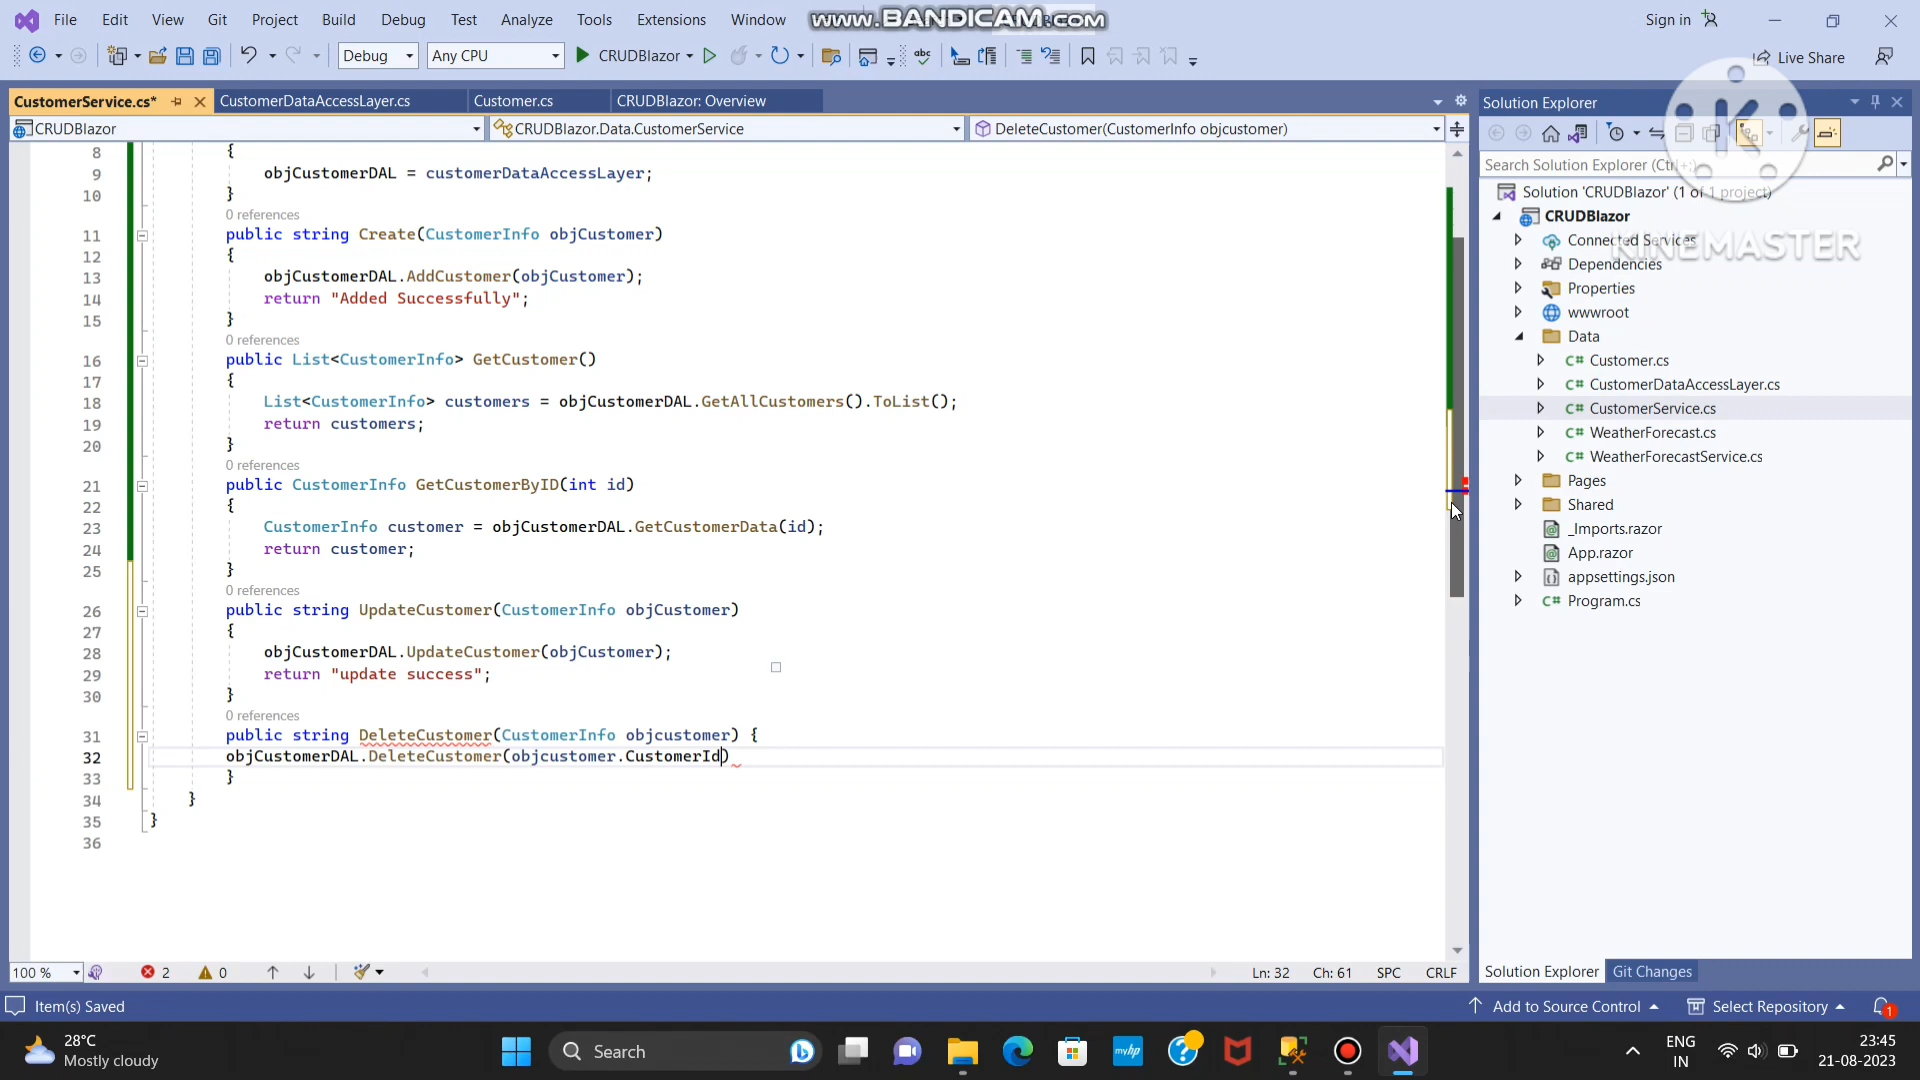 File Edit View Git Project Build Debug Test Analyze Tools Extensions Window
www.BANDICAM.com
Sign in
Debug Any CPU CRUDBlazor Live Share
CustomerService.cs* CustomerDataAccessLayer.cs Customer.cs CRUDBlazor: Overview
CRUDBlazor CRUDBlazor.Data.CustomerService DeleteCustomer(CustomerInfo objcustomer)
8 {
9 objCustomerDAL = customerDataAccessLayer;
10 }
0 references
11 public string Create(CustomerInfo objCustomer)
12 {
13 objCustomerDAL.AddCustomer(objCustomer);
14 return "Added Successfully";
15 }
0 references
16 public List<CustomerInfo> GetCustomer()
17 {
18 List<CustomerInfo> customers = objCustomerDAL.GetAllCustomers().ToList();
19 return customers;
20 }
0 references
21 public CustomerInfo GetCustomerByID(int id)
22 {
23 CustomerInfo customer = objCustomerDAL.GetCustomerData(id);
24 return customer;
25 }
0 references
26 public string UpdateCustomer(CustomerInfo objCustomer)
27 {
28 objCustomerDAL.UpdateCustomer(objCustomer);
29 return "update success";
30 }
0 references
31 public string DeleteCustomer(CustomerInfo objcustomer) {
32 objCustomerDAL.DeleteCustomer(objcustomer.CustomerId)
33 }
34 }
35 }
36
100 % 2 0 Ln: 32 Ch: 61 SPC CRLF
Solution Explorer
Search Solution Explorer (Ctrl+;)
Solution 'CRUDBlazor' (1 of 1 project)
CRUDBlazor
Connected Services
KINEMASTER
Dependencies
Properties
wwwroot
Data
C# Customer.cs
C# CustomerDataAccessLayer.cs
C# CustomerService.cs
C# WeatherForecast.cs
C# WeatherForecastService.cs
Pages
Shared
_Imports.razor
App.razor
appsettings.json
C# Program.cs
Solution Explorer Git Changes
Item(s) Saved Add to Source Control Select Repository 1
28°C
Mostly cloudy
Search
myhp
ENG
IN
23:45
21-08-2023